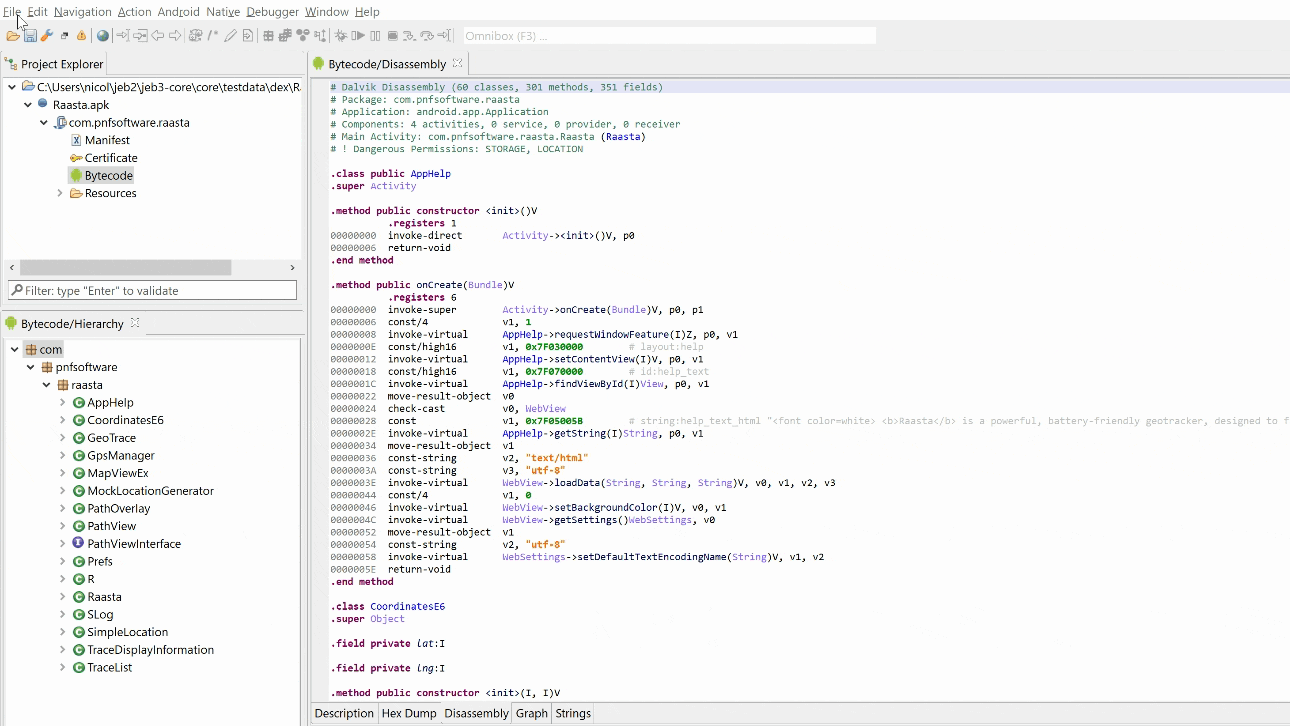 File Edit Navigation Action Android Native Debugger Window Help
Omnibox (F3) ...
Project Explorer
C:\Users\nicol\jeb2\jeb3-core\core\testdata\dex\R
Raasta.apk
com.pnfsoftware.raasta
Manifest
Certificate
Bytecode
Resources
Filter: type "Enter" to validate
Bytecode/Hierarchy
com
pnfsoftware
raasta
AppHelp
CoordinatesE6
GeoTrace
GpsManager
MapViewEx
MockLocationGenerator
PathOverlay
PathView
PathViewInterface
Prefs
R
Raasta
SLog
SimpleLocation
TraceDisplayInformation
TraceList
Bytecode/Disassembly
# Dalvik Disassembly (60 classes, 301 methods, 351 fields)
# Package: com.pnfsoftware.raasta
# Application: android.app.Application
# Components: 4 activities, 0 service, 0 provider, 0 receiver
# Main Activity: com.pnfsoftware.raasta.Raasta (Raasta)
# ! Dangerous Permissions: STORAGE, LOCATION
.class public AppHelp
.super Activity
.method public constructor <init>()V
.registers 1
00000000 invoke-direct Activity-><init>()V, p0
00000006 return-void
.end method
.method public onCreate(Bundle)V
.registers 6
00000000 invoke-super Activity->onCreate(Bundle)V, p0, p1
00000006 const/4 v1, 1
00000008 invoke-virtual AppHelp->requestWindowFeature(I)Z, p0, v1
0000000E const/high16 v1, 0x7F030000 # layout:help
00000012 invoke-virtual AppHelp->setContentView(I)V, p0, v1
00000018 const/high16 v1, 0x7F070000 # id:help_text
0000001C invoke-virtual AppHelp->findViewById(I)View, p0, v1
00000022 move-result-object v0
00000024 check-cast v0, WebView
00000028 const v1, 0x7F05005B # string:help_text_html "<font color=white> <b>Raasta</b> is a powerful, battery-friendly geotracker, designed to f
0000002E invoke-virtual AppHelp->getString(I)String, p0, v1
00000034 move-result-object v1
00000036 const-string v2, "text/html"
0000003A const-string v3, "utf-8"
0000003E invoke-virtual WebView->loadData(String, String, String)V, v0, v1, v2, v3
00000044 const/4 v1, 0
00000046 invoke-virtual WebView->setBackgroundColor(I)V, v0, v1
0000004C invoke-virtual WebView->getSettings()WebSettings, v0
00000052 move-result-object v1
00000054 const-string v2, "utf-8"
00000058 invoke-virtual WebSettings->setDefaultTextEncodingName(String)V, v1, v2
0000005E return-void
.end method
.class CoordinatesE6
.super Object
.field private lat:I
.field private lng:I
.method public constructor <init>(I, I)V
Description Hex Dump Disassembly Graph Strings